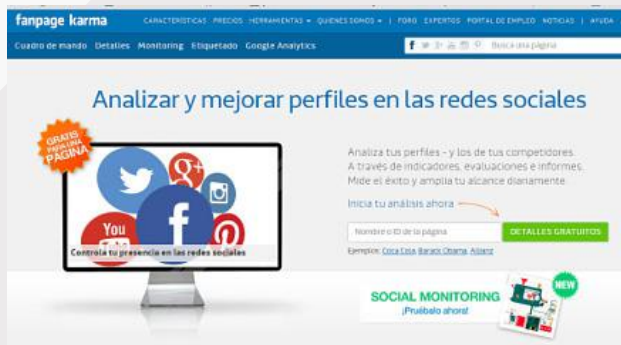 fanpage karma
CARACTERÍSTICAS PRECIOS HERRAMIENTAS QUIÉNES SOMOS | FORO EXPERTOS PORTAL DE EMPLEO NOTICIAS | AYUDA
Cuadro de mando Detalles Monitoring Etiquetado Google Analytics
Busca una página
Analizar y mejorar perfiles en las redes sociales
GRATIS
PARA UNA
PÁGINA
g+
f
You
Tube
Controla tu presencia en las redes sociales
Analiza tus perfiles - y los de tus competidores.
A través de indicadores, evaluaciones e informes.
Mide el éxito y amplía tu alcance diariamente.
Inicia tu análisis ahora
Nombre o ID de la página
DETALLES GRATUITOS
Ejemplos: Coca Cola, Barack Obama, Allianz
SOCIAL MONITORING
¡Pruébalo ahora!
NEW